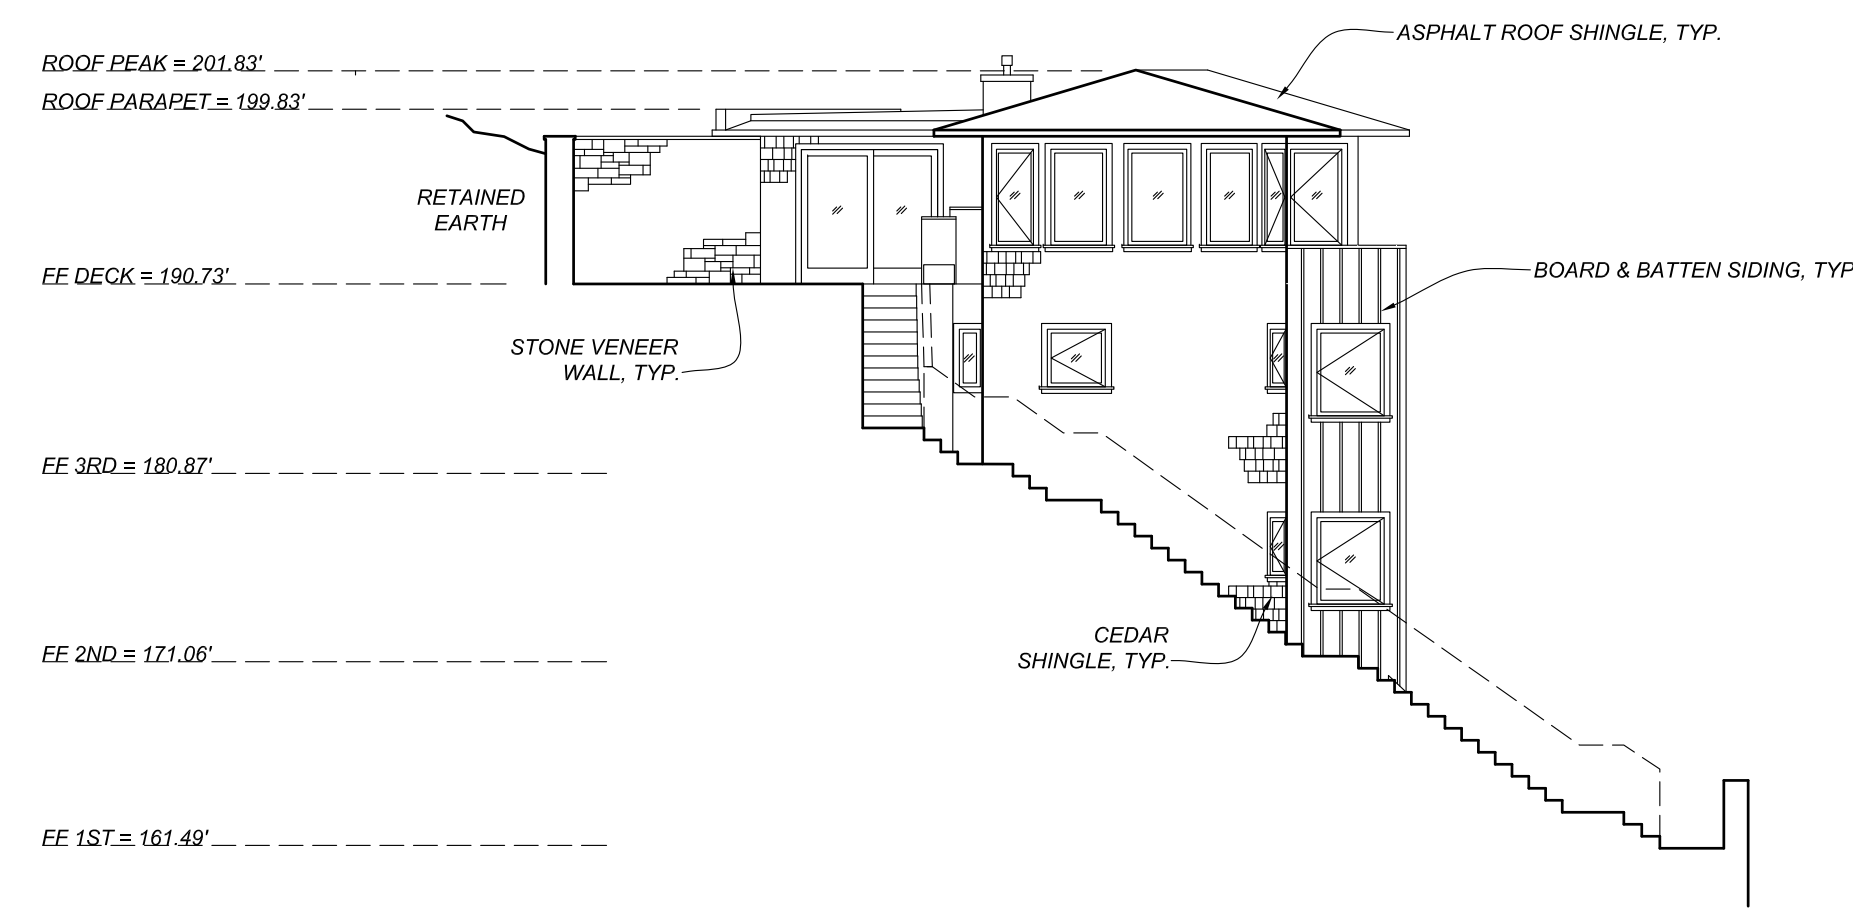 ASPHALT ROOF SHINGLE, TYP.
ROOF PEAK = 201.83'
ROOF PARAPET = 199.83'
RETAINED
EARTH
FF DECK = 190.73'
BOARD & BATTEN SIDING, TYP
STONE VENEER
WALL, TYP.
FF 3RD = 180.87'
CEDAR
SHINGLE, TYP.
FF 2ND = 171.06'
FF 1ST = 161.49'